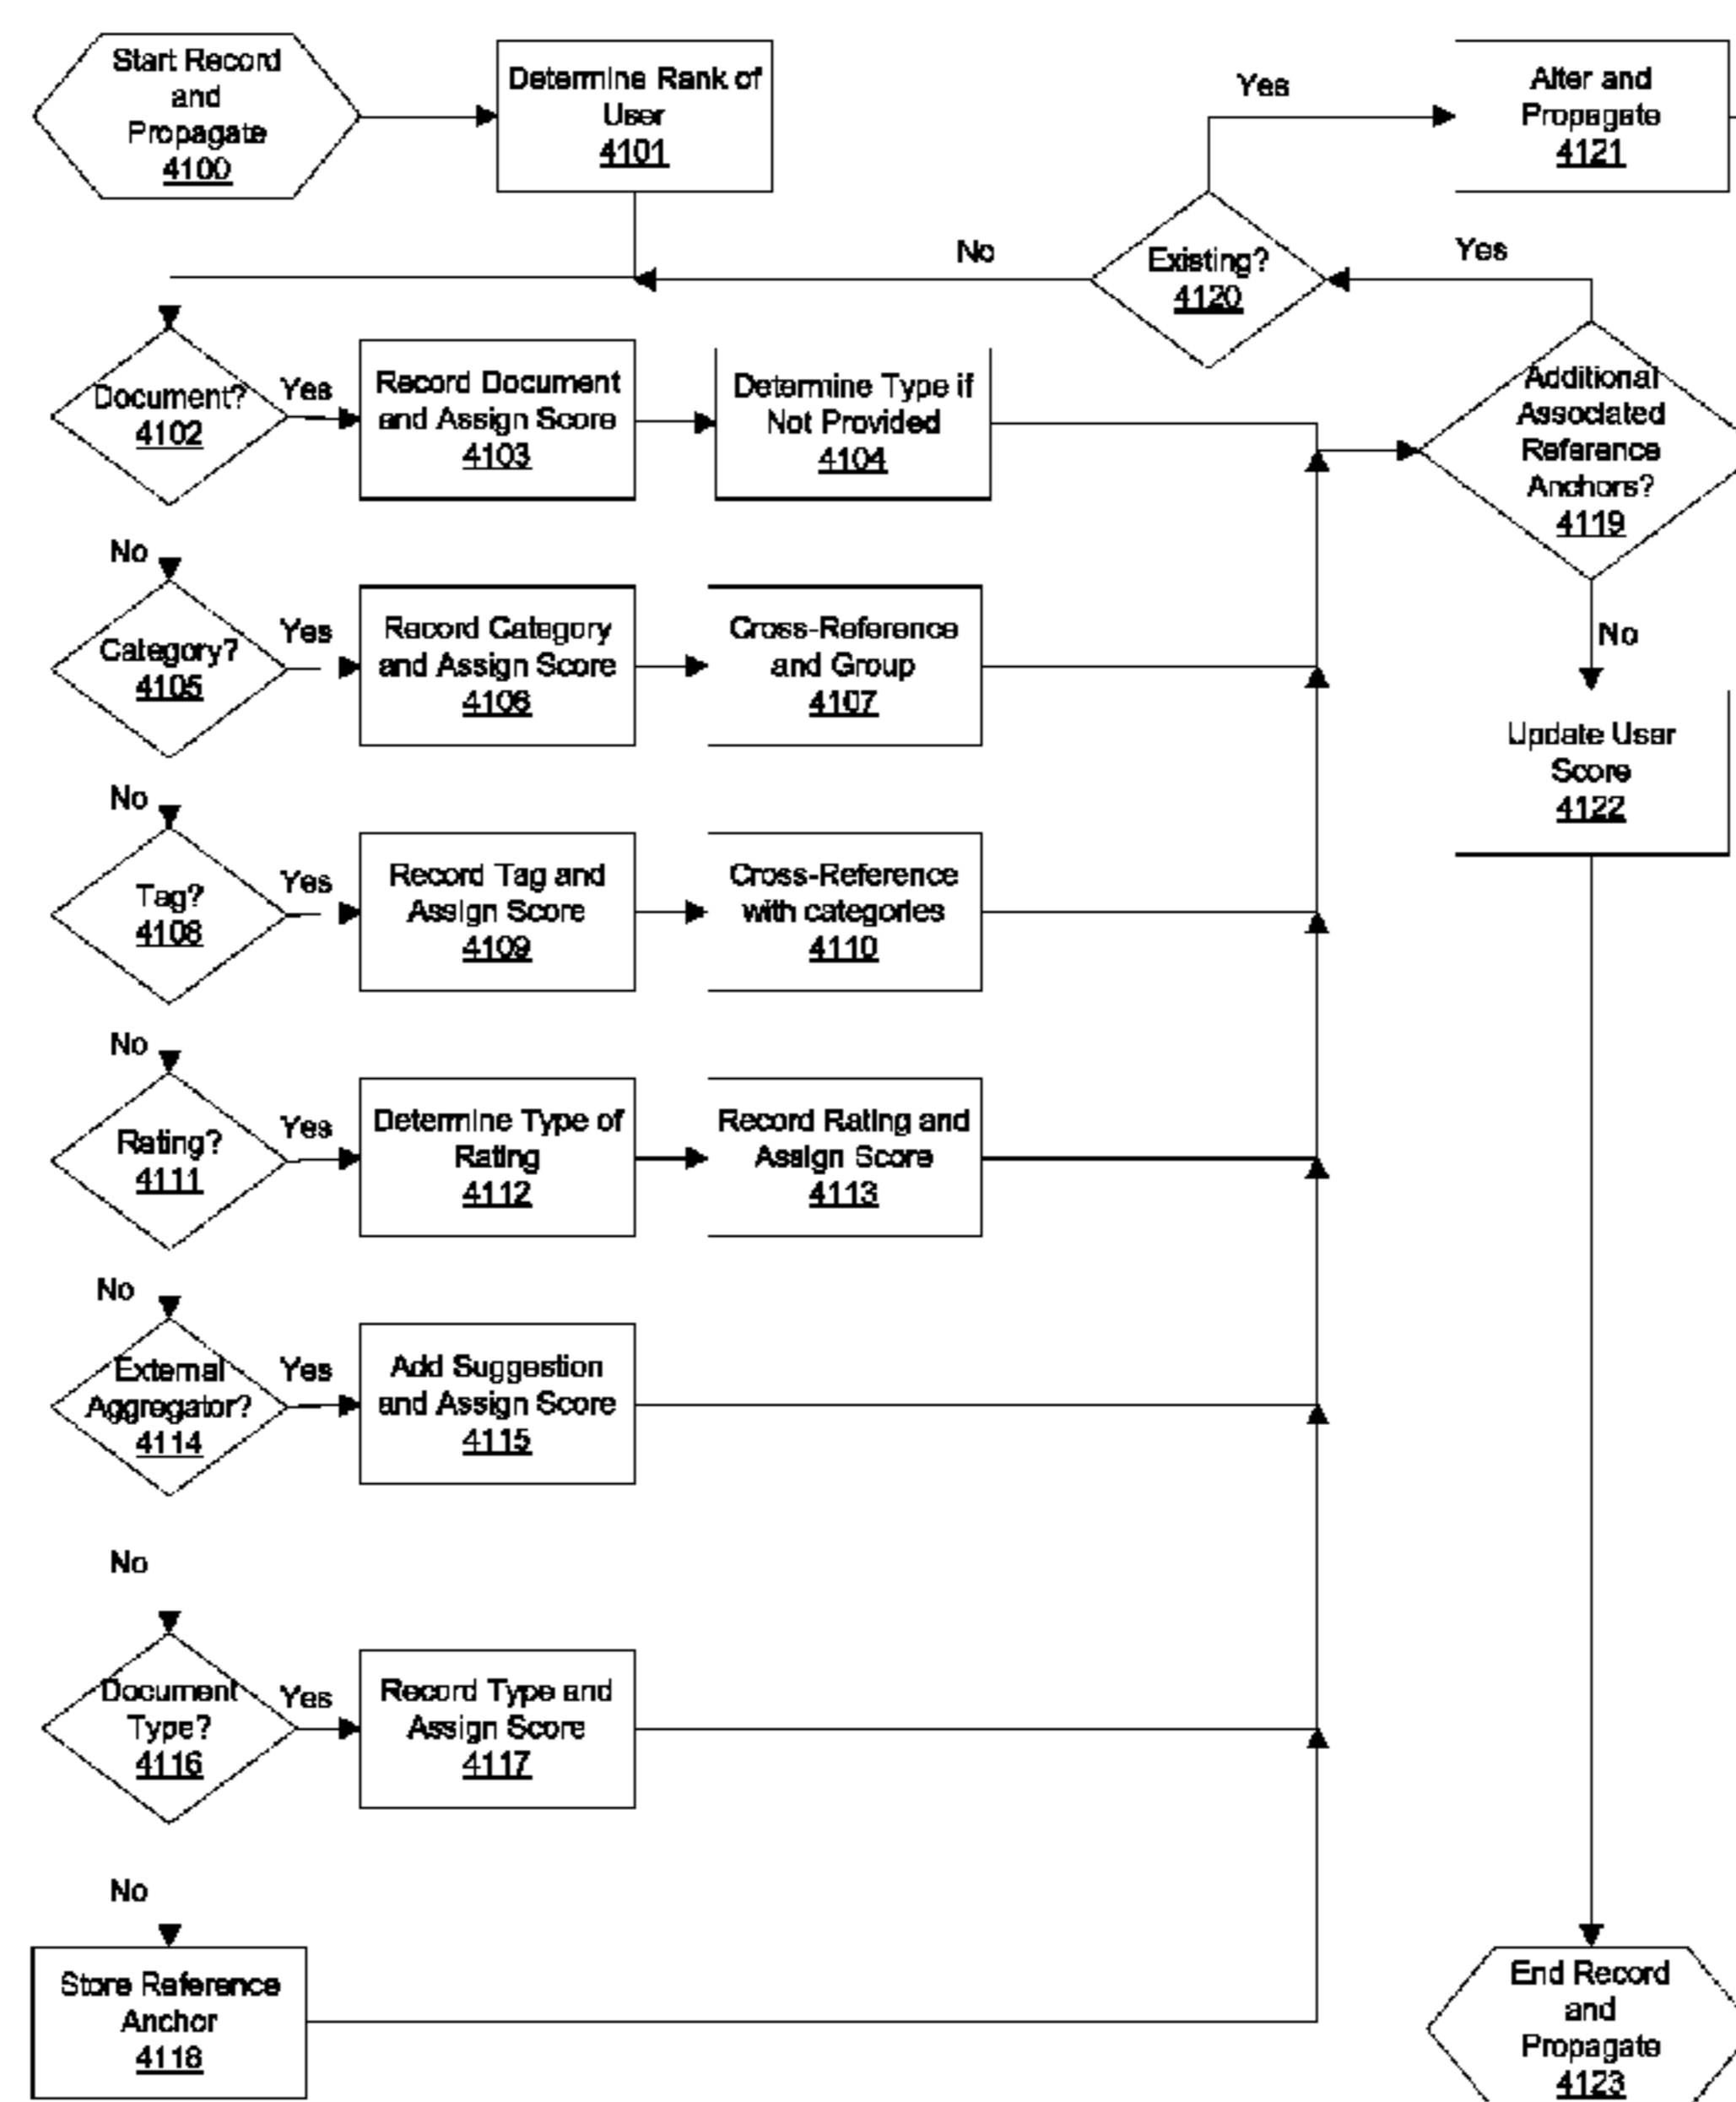 Start Record
and
Propagate
4100
Determine Rank of
User
4101
Yes
Alter and
Propagate
4121
No
Existing?
4120
Yes
Document?
4102
Yes
Record Document
and Assign Score
4103
Determine Type if
Not Provided
4104
Additional
Associated
Reference
Anchors?
4119
No
Category?
4105
Yes
Record Category
and Assign Score
4106
Cross-Reference
and Group
4107
No
Update User
Score
4122
No
Tag?
4108
Yes
Record Tag and
Assign Score
4109
Cross-Reference
with categories
4110
No
Rating?
4111
Yes
Determine Type of
Rating
4112
Record Rating and
Assign Score
4113
No
External
Aggregator?
4114
Yes
Add Suggestion
and Assign Score
4115
No
Document
Type?
4116
Yes
Record Type and
Assign Score
4117
No
Store Reference
Anchor
4118
End Record
and
Propagate
4123